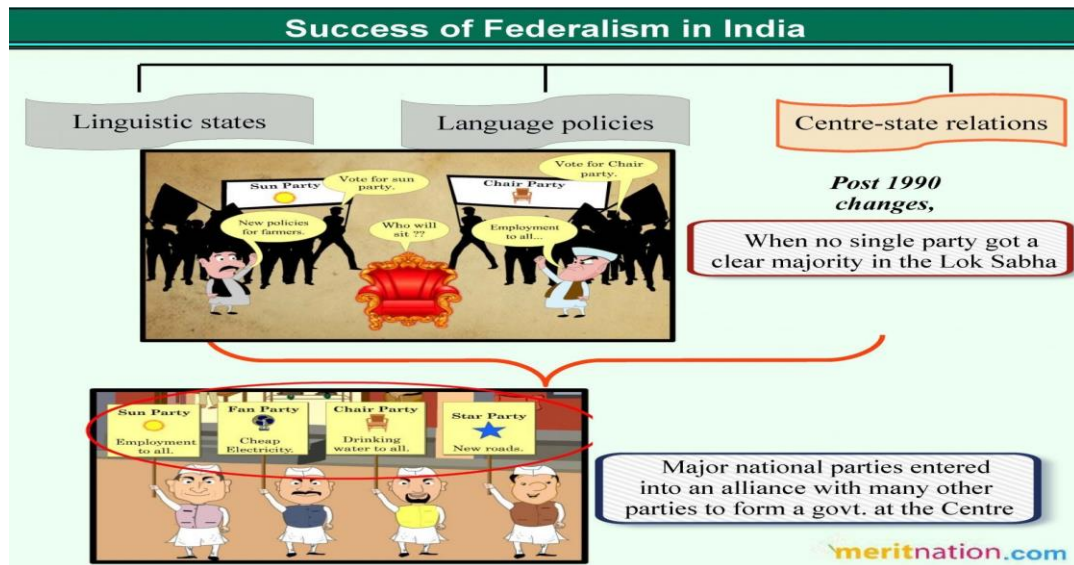 Success of Federalism in India
Linguistic states
Language policies
Centre-state relations
Sun Party
Vote for sun
party.
Chair Party
Vote for Chair
party.
New policies
for farmers.
Who will
sit ??
Employment
to all...
Post 1990
changes,
When no single party got a
clear majority in the Lok Sabha
Sun Party
Employment
to all.
Fan Party
Cheap
Electricity.
Chair Party
Drinking
water to all.
Star Party
New roads.
Major national parties entered
into an alliance with many other
parties to form a govt. at the Centre
meritnation.com